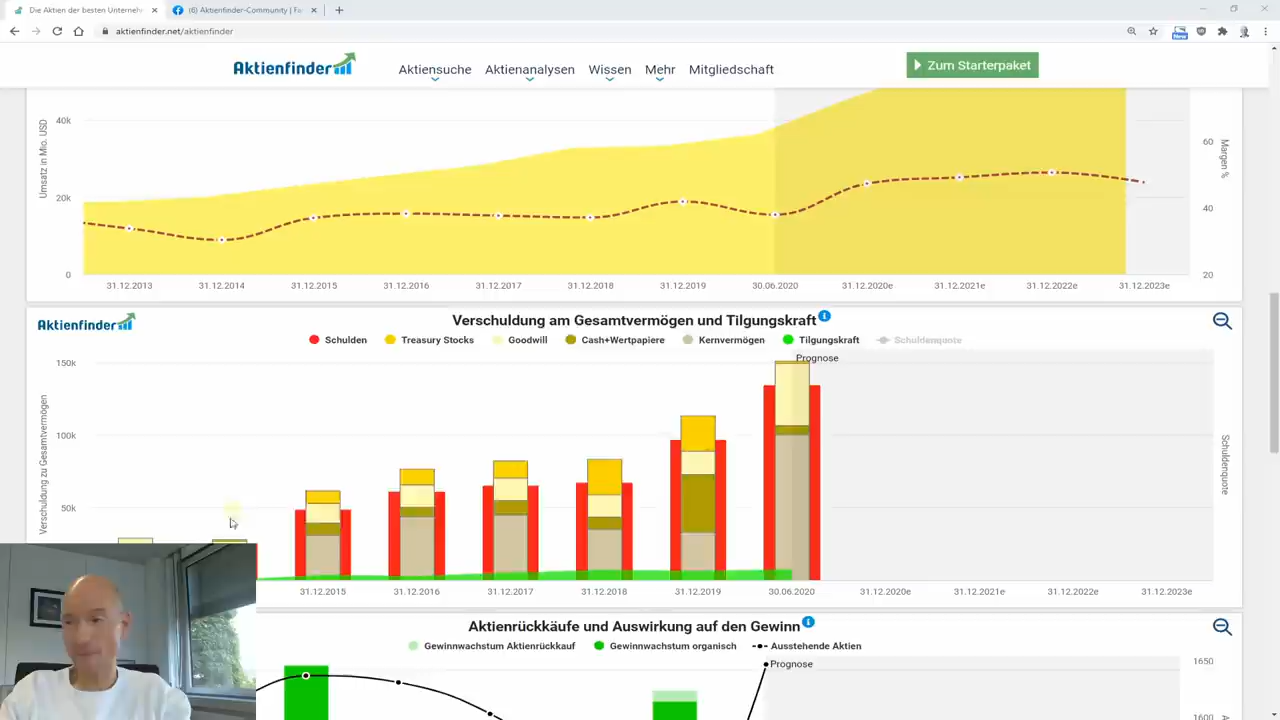 Die Aktien der besten Unterneh
(6) Aktienfinder-Community | Fa
aktienfinder.net/aktienfinder
New
Aktienfinder
Aktiensuche
Aktienanalysen
Wissen
Mehr
Mitgliedschaft
Zum Starterpaket
Umsatz in Mio. USD
40k
20k
0
60
40
20
Margen %
31.12.2013
31.12.2014
31.12.2015
31.12.2016
31.12.2017
31.12.2018
31.12.2019
30.06.2020
31.12.2020e
31.12.2021e
31.12.2022e
31.12.2023e
Aktienfinder
Verschuldung am Gesamtvermögen und Tilgungskraft
Schulden
Treasury Stocks
Goodwill
Cash+Wertpapiere
Kernvermögen
Tilgungskraft
Schuldenquote
Prognose
Verschuldung zu Gesamtvermögen
150k
100k
50k
Schuldenquote
31.12.2015
31.12.2016
31.12.2017
31.12.2018
31.12.2019
30.06.2020
31.12.2020e
31.12.2021e
31.12.2022e
31.12.2023e
Aktienrückkäufe und Auswirkung auf den Gewinn
Gewinnwachstum Aktienrückkauf
Gewinnwachstum organisch
Ausstehende Aktien
Prognose
1650
1600